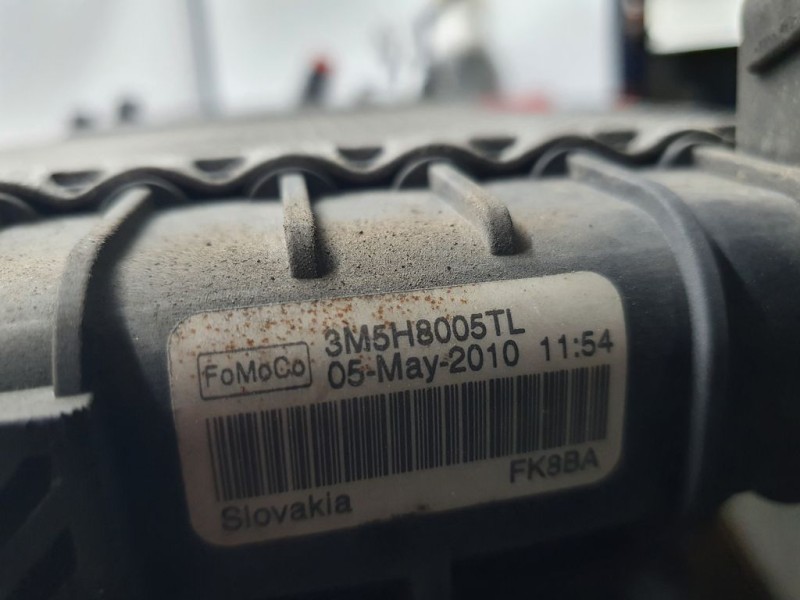 3M5H8005TL
FoMoCo 05-May-2010 11:54
FK8BA
Slovakia